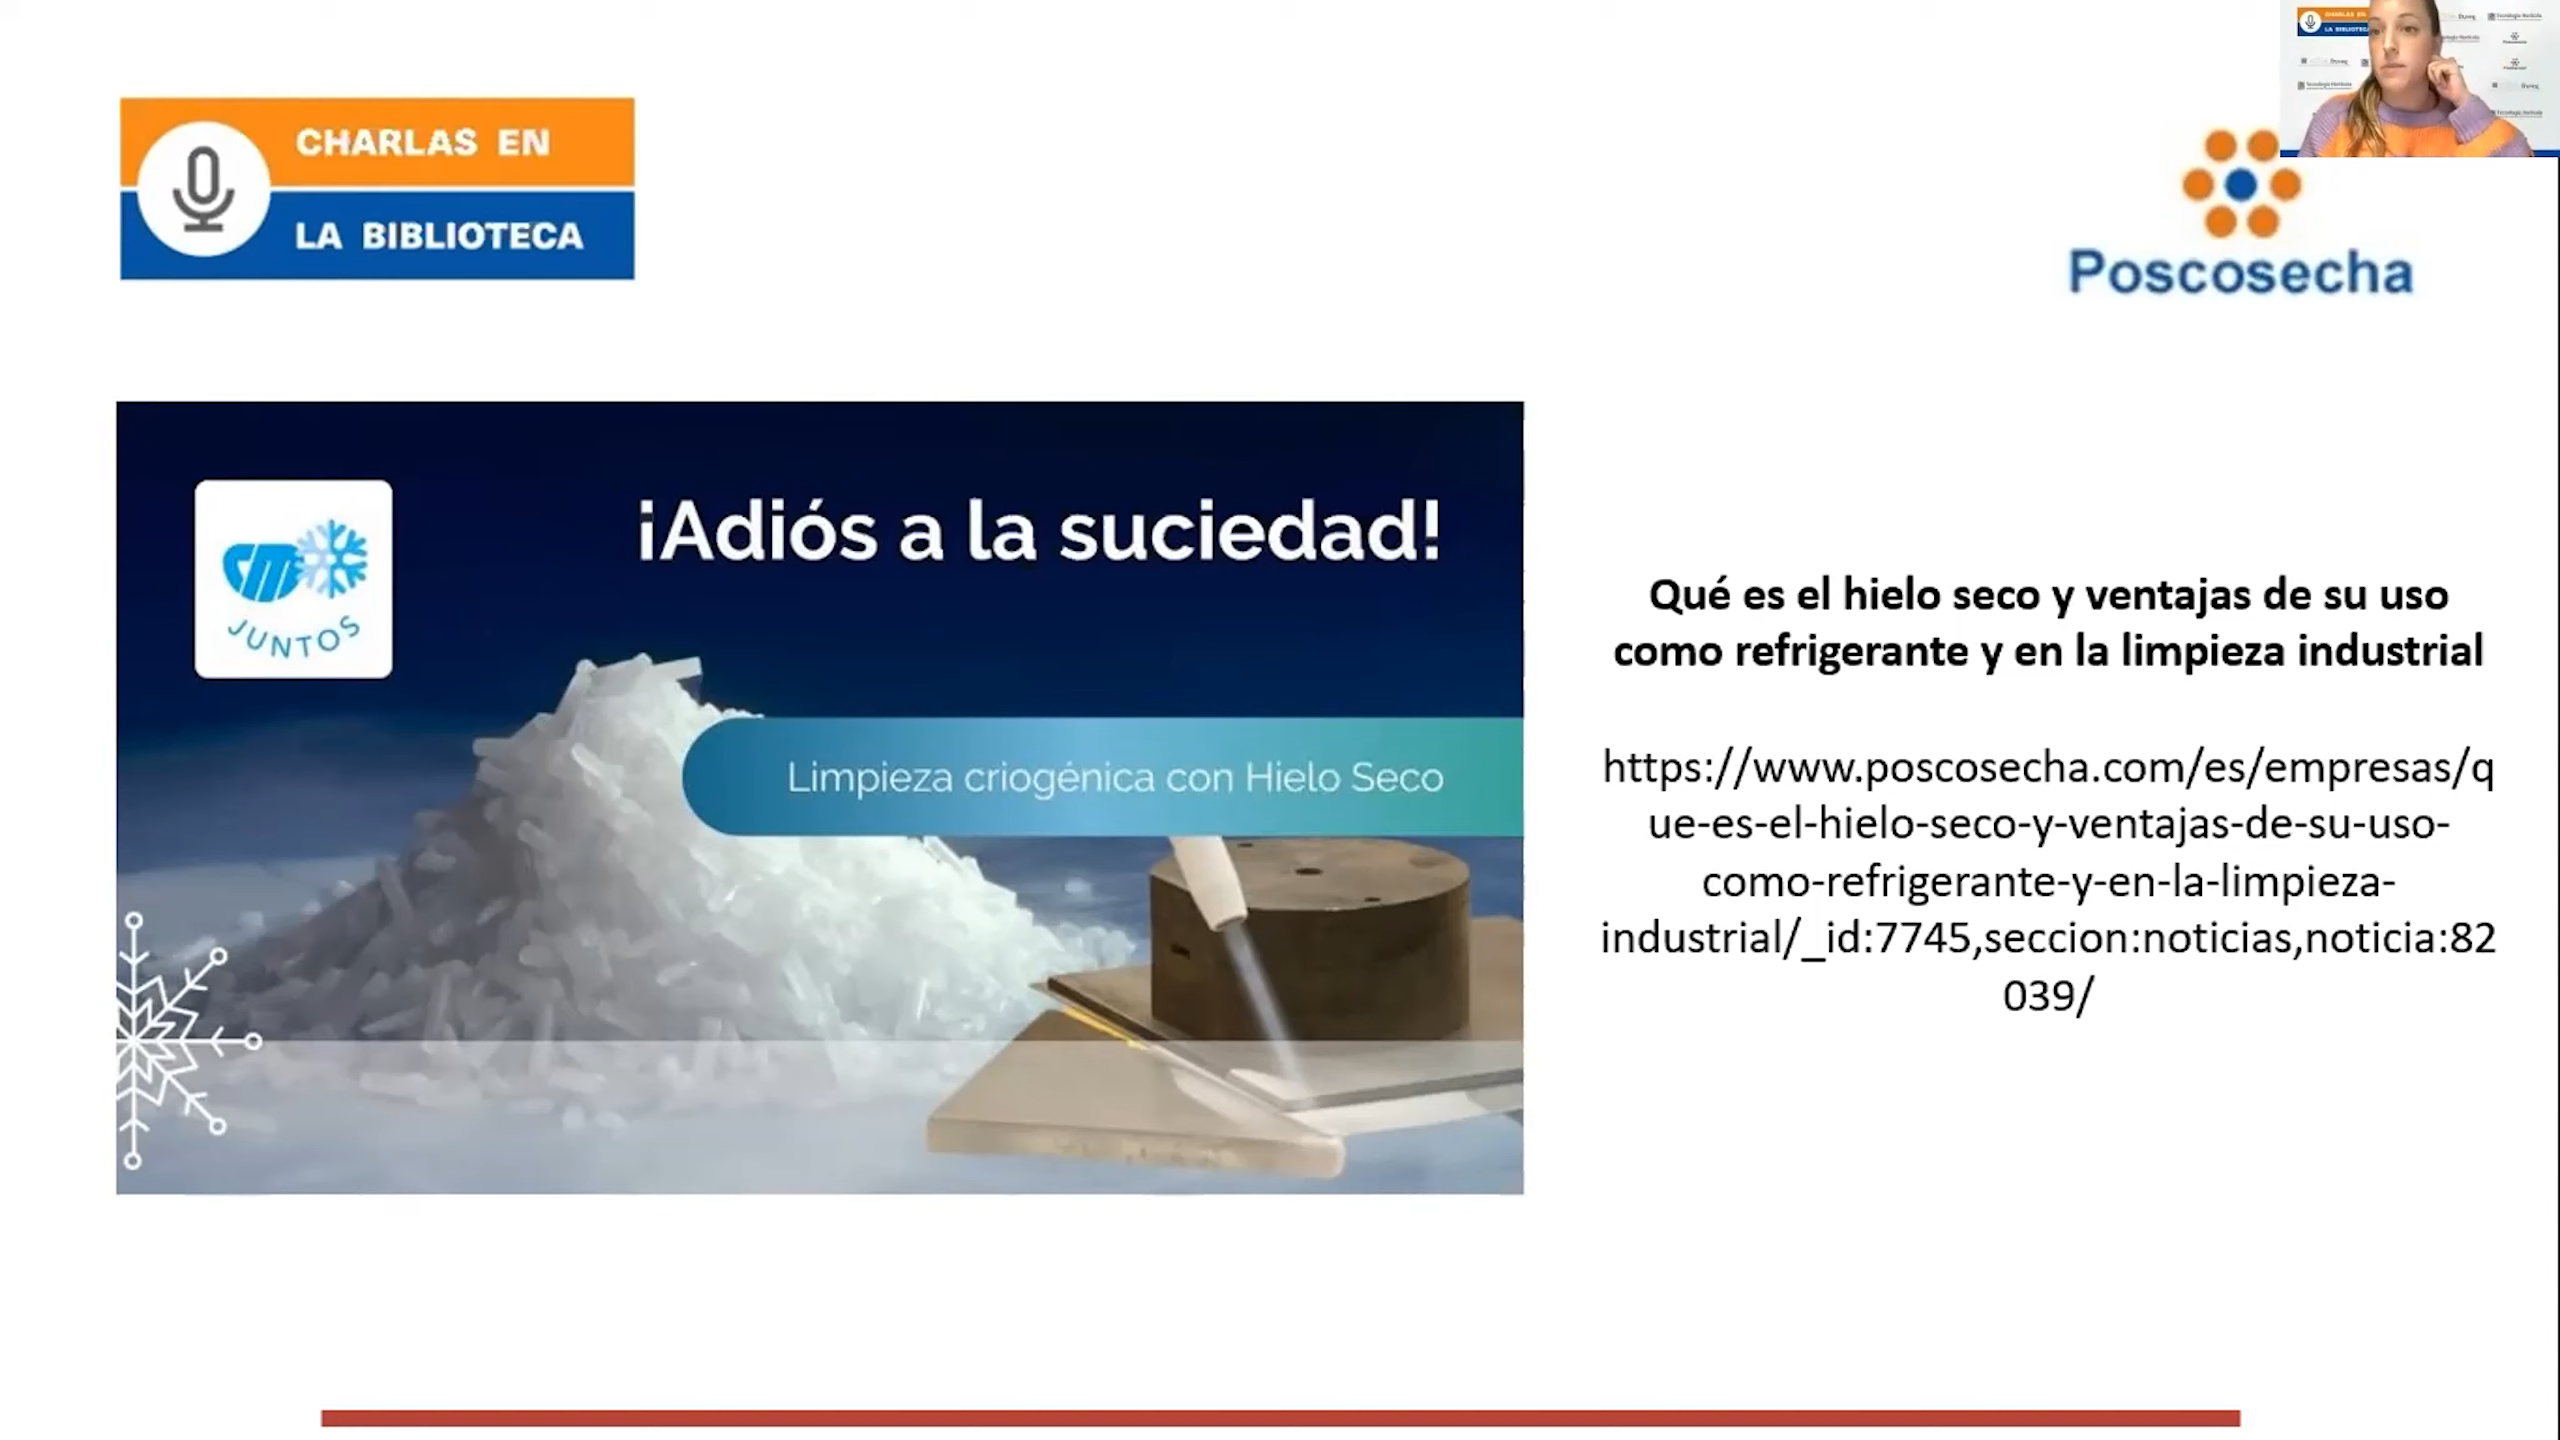 CHARLAS EN
LA BIBLIOTECA
Poscosecha
¡Adiós a la suciedad!
JUNTOS
Limpieza criogénica con Hielo Seco
Qué es el hielo seco y ventajas de su uso
como refrigerante y en la limpieza industrial
https://www.poscosecha.com/es/empresas/q
ue-es-el-hielo-seco-y-ventajas-de-su-uso-
como-refrigerante-y-en-la-limpieza-
industrial/_id:7745,seccion:noticias,noticia:82
039/